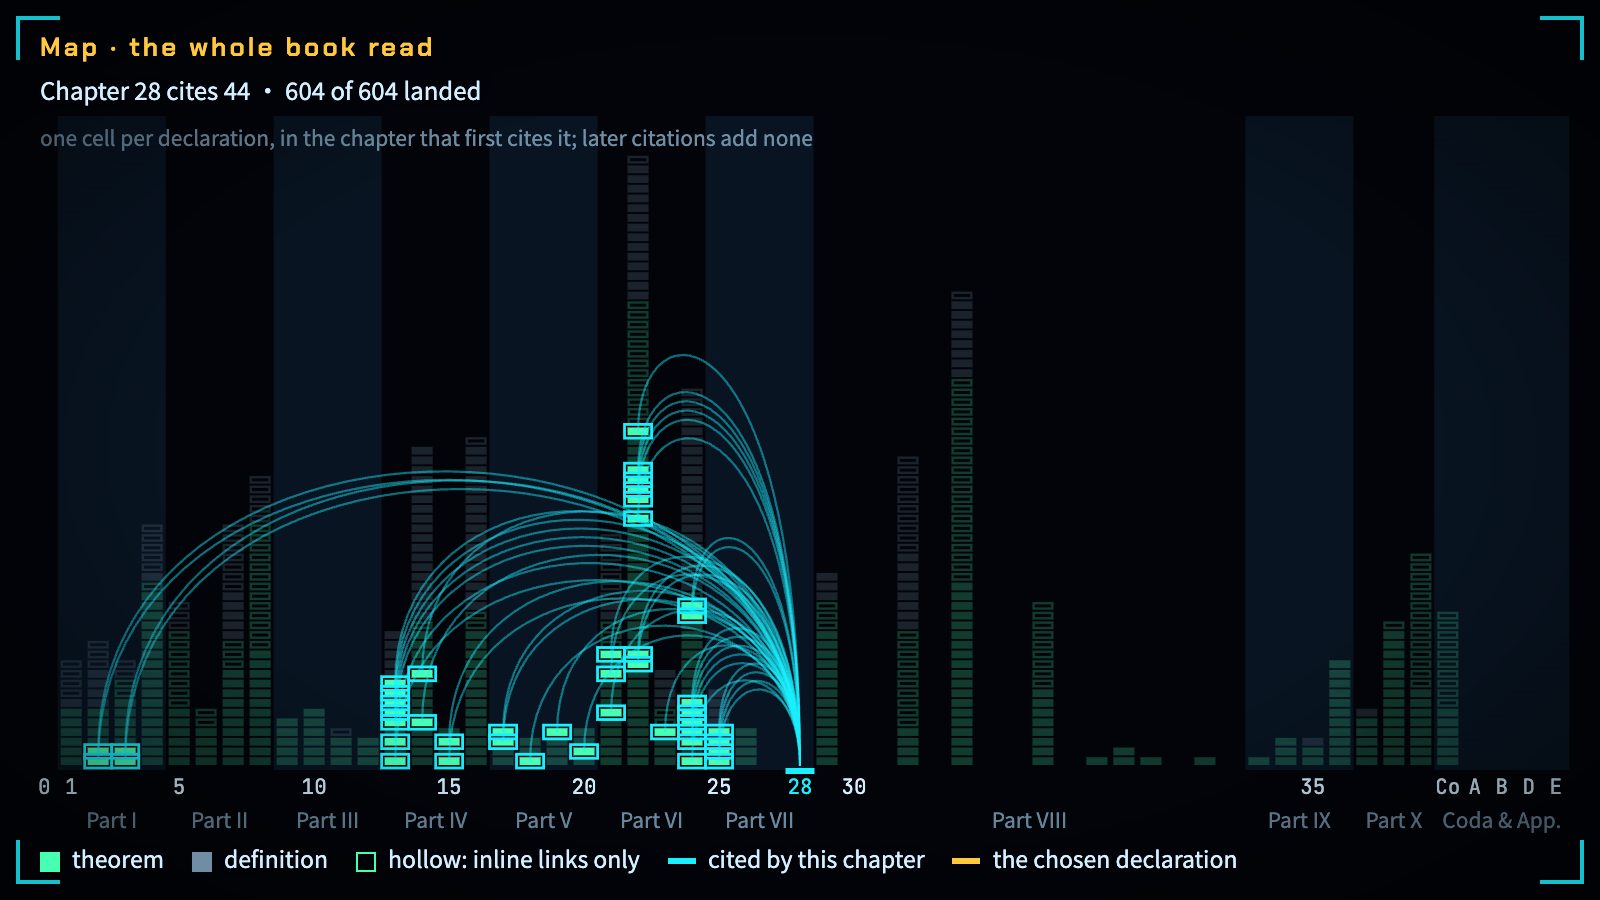 Map · the whole book read
Chapter 28 cites 44 • 604 of 604 landed
one cell per declaration, in the chapter that first cites it; later citations add none
0 1 5 10 15 20 25 28 30 35 Co A B D E
Part I Part II Part III Part IV Part V Part VI Part VII Part VIII Part IX Part X Coda & App.
theorem definition hollow: inline links only cited by this chapter the chosen declaration